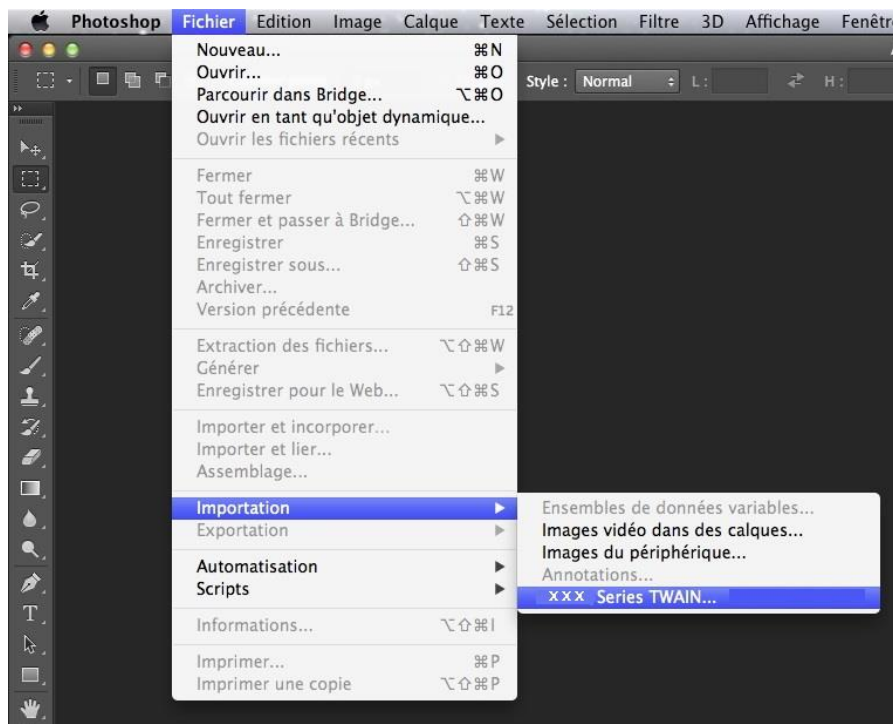 Photoshop Fichier Edition Image Calque Texte Sélection Filtre 3D Affichage Fenêtr
Style : Normal L : H :
Nouveau... ⌘N
Ouvrir... ⌘O
Parcourir dans Bridge... ⌥⌘O
Ouvrir en tant qu'objet dynamique...
Ouvrir les fichiers récents
Fermer ⌘W
Tout fermer ⌥⌘W
Fermer et passer à Bridge... ⇧⌘W
Enregistrer ⌘S
Enregistrer sous... ⇧⌘S
Archiver...
Version précédente F12
Extraction des fichiers... ⌥⇧⌘W
Générer
Enregistrer pour le Web... ⌥⇧⌘S
Importer et incorporer...
Importer et lier...
Assemblage...
Importation
Exportation
Automatisation
Scripts
Informations... ⌥⇧⌘I
Imprimer... ⌘P
Imprimer une copie ⌥⇧⌘P
Ensembles de données variables...
Images vidéo dans des calques...
Images du périphérique...
Annotations...
XXX Series TWAIN...